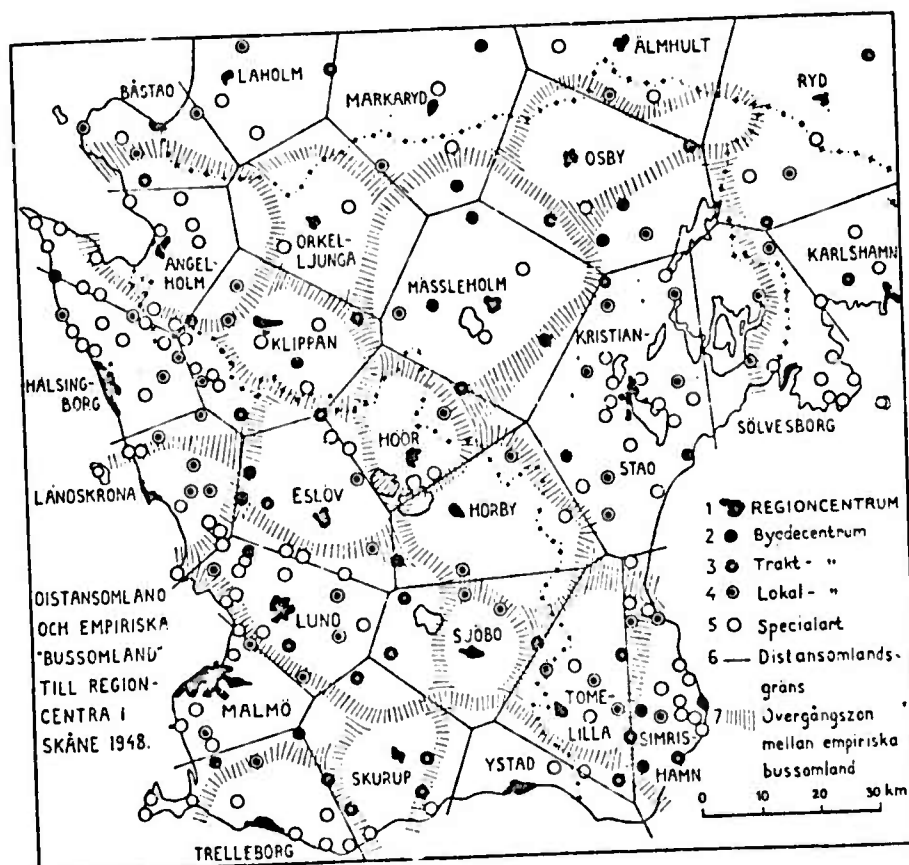 ÄLMHULT
LAHOLM
RYD
BÅSTAD
MARKARYD
OSBY
ÖRKEL-
LJUNGA
KARLSHAMN
ÄNGEL-
HOLM
HÄSSLEHOLM
KRISTIAN-
KLIPPAN
HÄLSING-
BORG
SÖLVESBORG
HÖÖR
STAD
LANDSKRONA
ESLÖV
HÖRBY
1 REGIONCENTRUM
2 Bygdecentrum
3 Trakt- "
4 Lokal- "
5 Specialort
6 Distansomlands-
gräns
7 Övergångszon
mellan empiriska
bussomland
0 10 20 30 km
DISTANSOMLAND
OCH EMPIRISKA
"BUSSOMLAND"
TILL REGION-
CENTRA I
SKÅNE 1948.
LUND
SJÖBO
TOME-
LILLA
MALMÖ
SIMRIS-
HAMN
SKURUP
YSTAD
TRELLEBORG